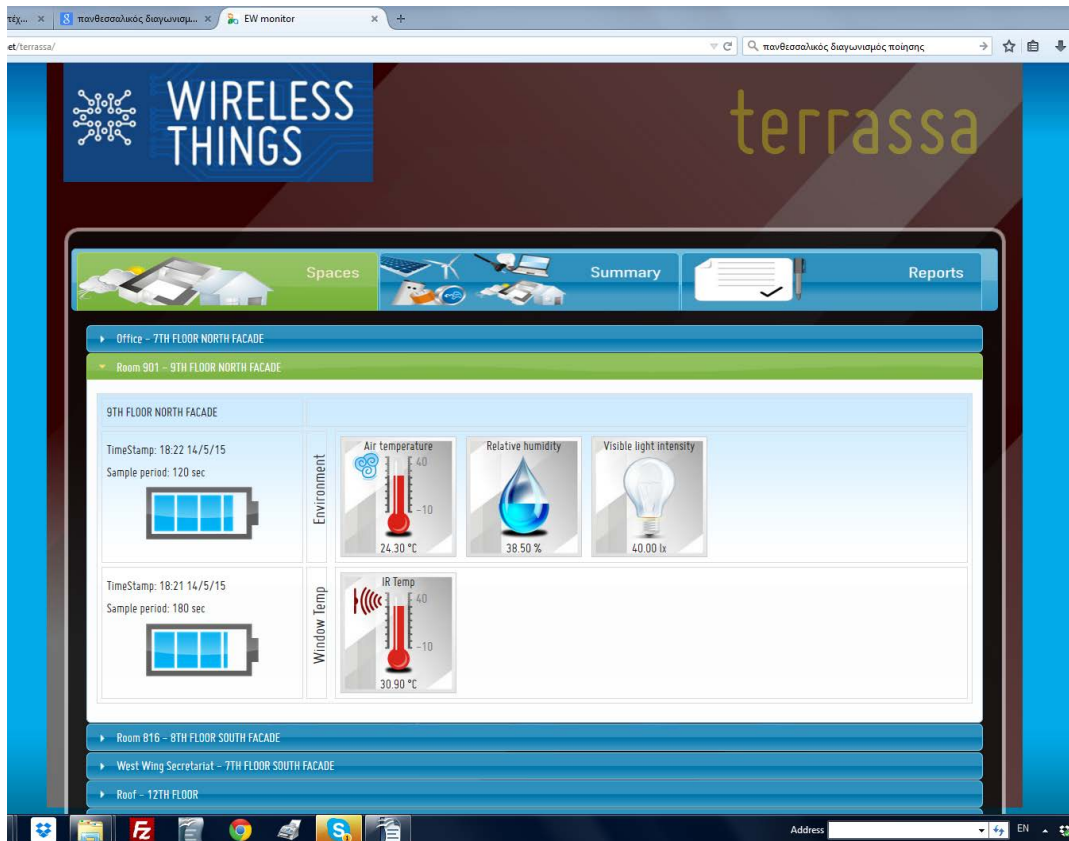 τέχ...
πανθεσσαλικός διαγωνισμ...
EW monitor
et/terrassa/
πανθεσσαλικός διαγωνισμός ποίησης
WIRELESS
THINGS
terrassa
Spaces
Summary
Reports
Office - 7TH FLOOR NORTH FACADE
Room 901 - 9TH FLOOR NORTH FACADE
9TH FLOOR NORTH FACADE
TimeStamp: 18:22 14/5/15
Sample period: 120 sec
Environment
Air temperature
40
-10
24.30 °C
Relative humidity
38.50 %
Visible light intensity
40.00 lx
TimeStamp: 18:21 14/5/15
Sample period: 180 sec
Window Temp
IR Temp
40
-10
30.90 °C
Room 816 - 8TH FLOOR SOUTH FACADE
West Wing Secretariat - 7TH FLOOR SOUTH FACADE
Roof - 12TH FLOOR
Address
EN